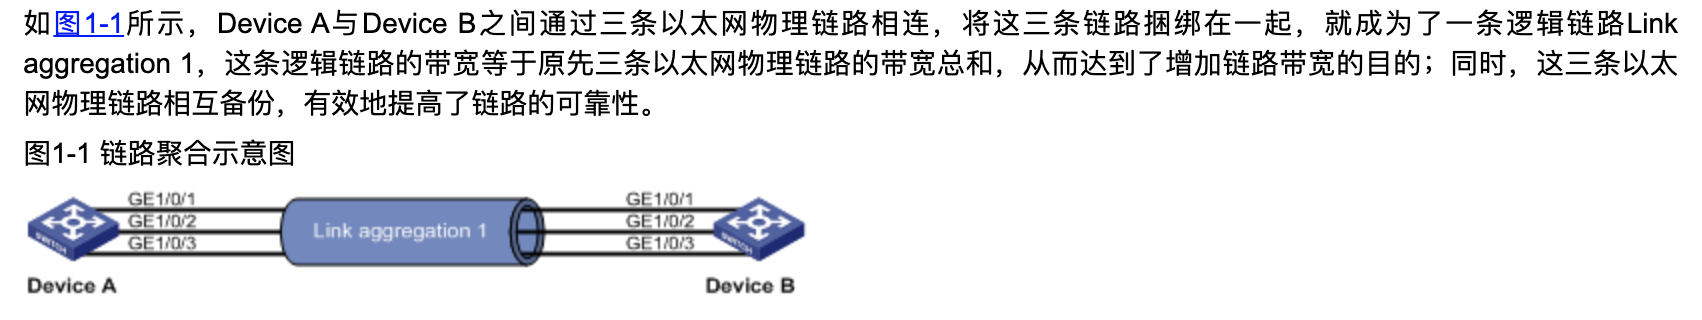 如图1-1所示，Device A与Device B之间通过三条以太网物理链路相连，将这三条链路捆绑在一起，就成为了一条逻辑链路Link
aggregation 1，这条逻辑链路的带宽等于原先三条以太网物理链路的带宽总和，从而达到了增加链路带宽的目的；同时，这三条以太
网物理链路相互备份，有效地提高了链路的可靠性。
图1-1 链路聚合示意图
GE1/0/1
GE1/0/2
GE1/0/3
SWITCH
Device A
Link aggregation 1
GE1/0/1
GE1/0/2
GE1/0/3
SWITCH
Device B